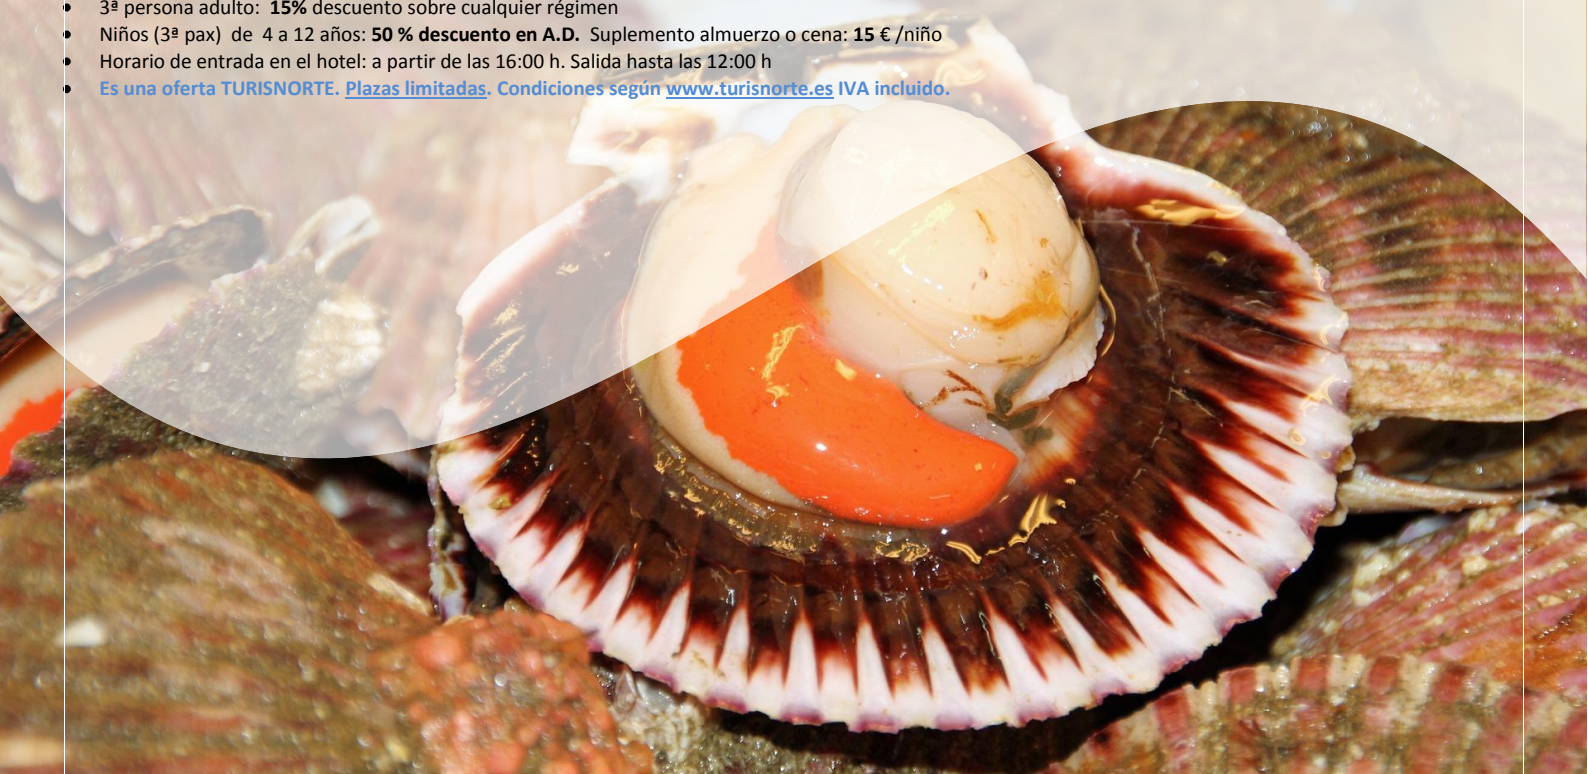 3ª persona adulto: 15% descuento sobre cualquier régimen
Niños (3ª pax) de 4 a 12 años: 50 % descuento en A.D. Suplemento almuerzo o cena: 15 € /niño
Horario de entrada en el hotel: a partir de las 16:00 h. Salida hasta las 12:00 h
Es una oferta TURISNORTE. Plazas limitadas. Condiciones según www.turisnorte.es IVA incluido.